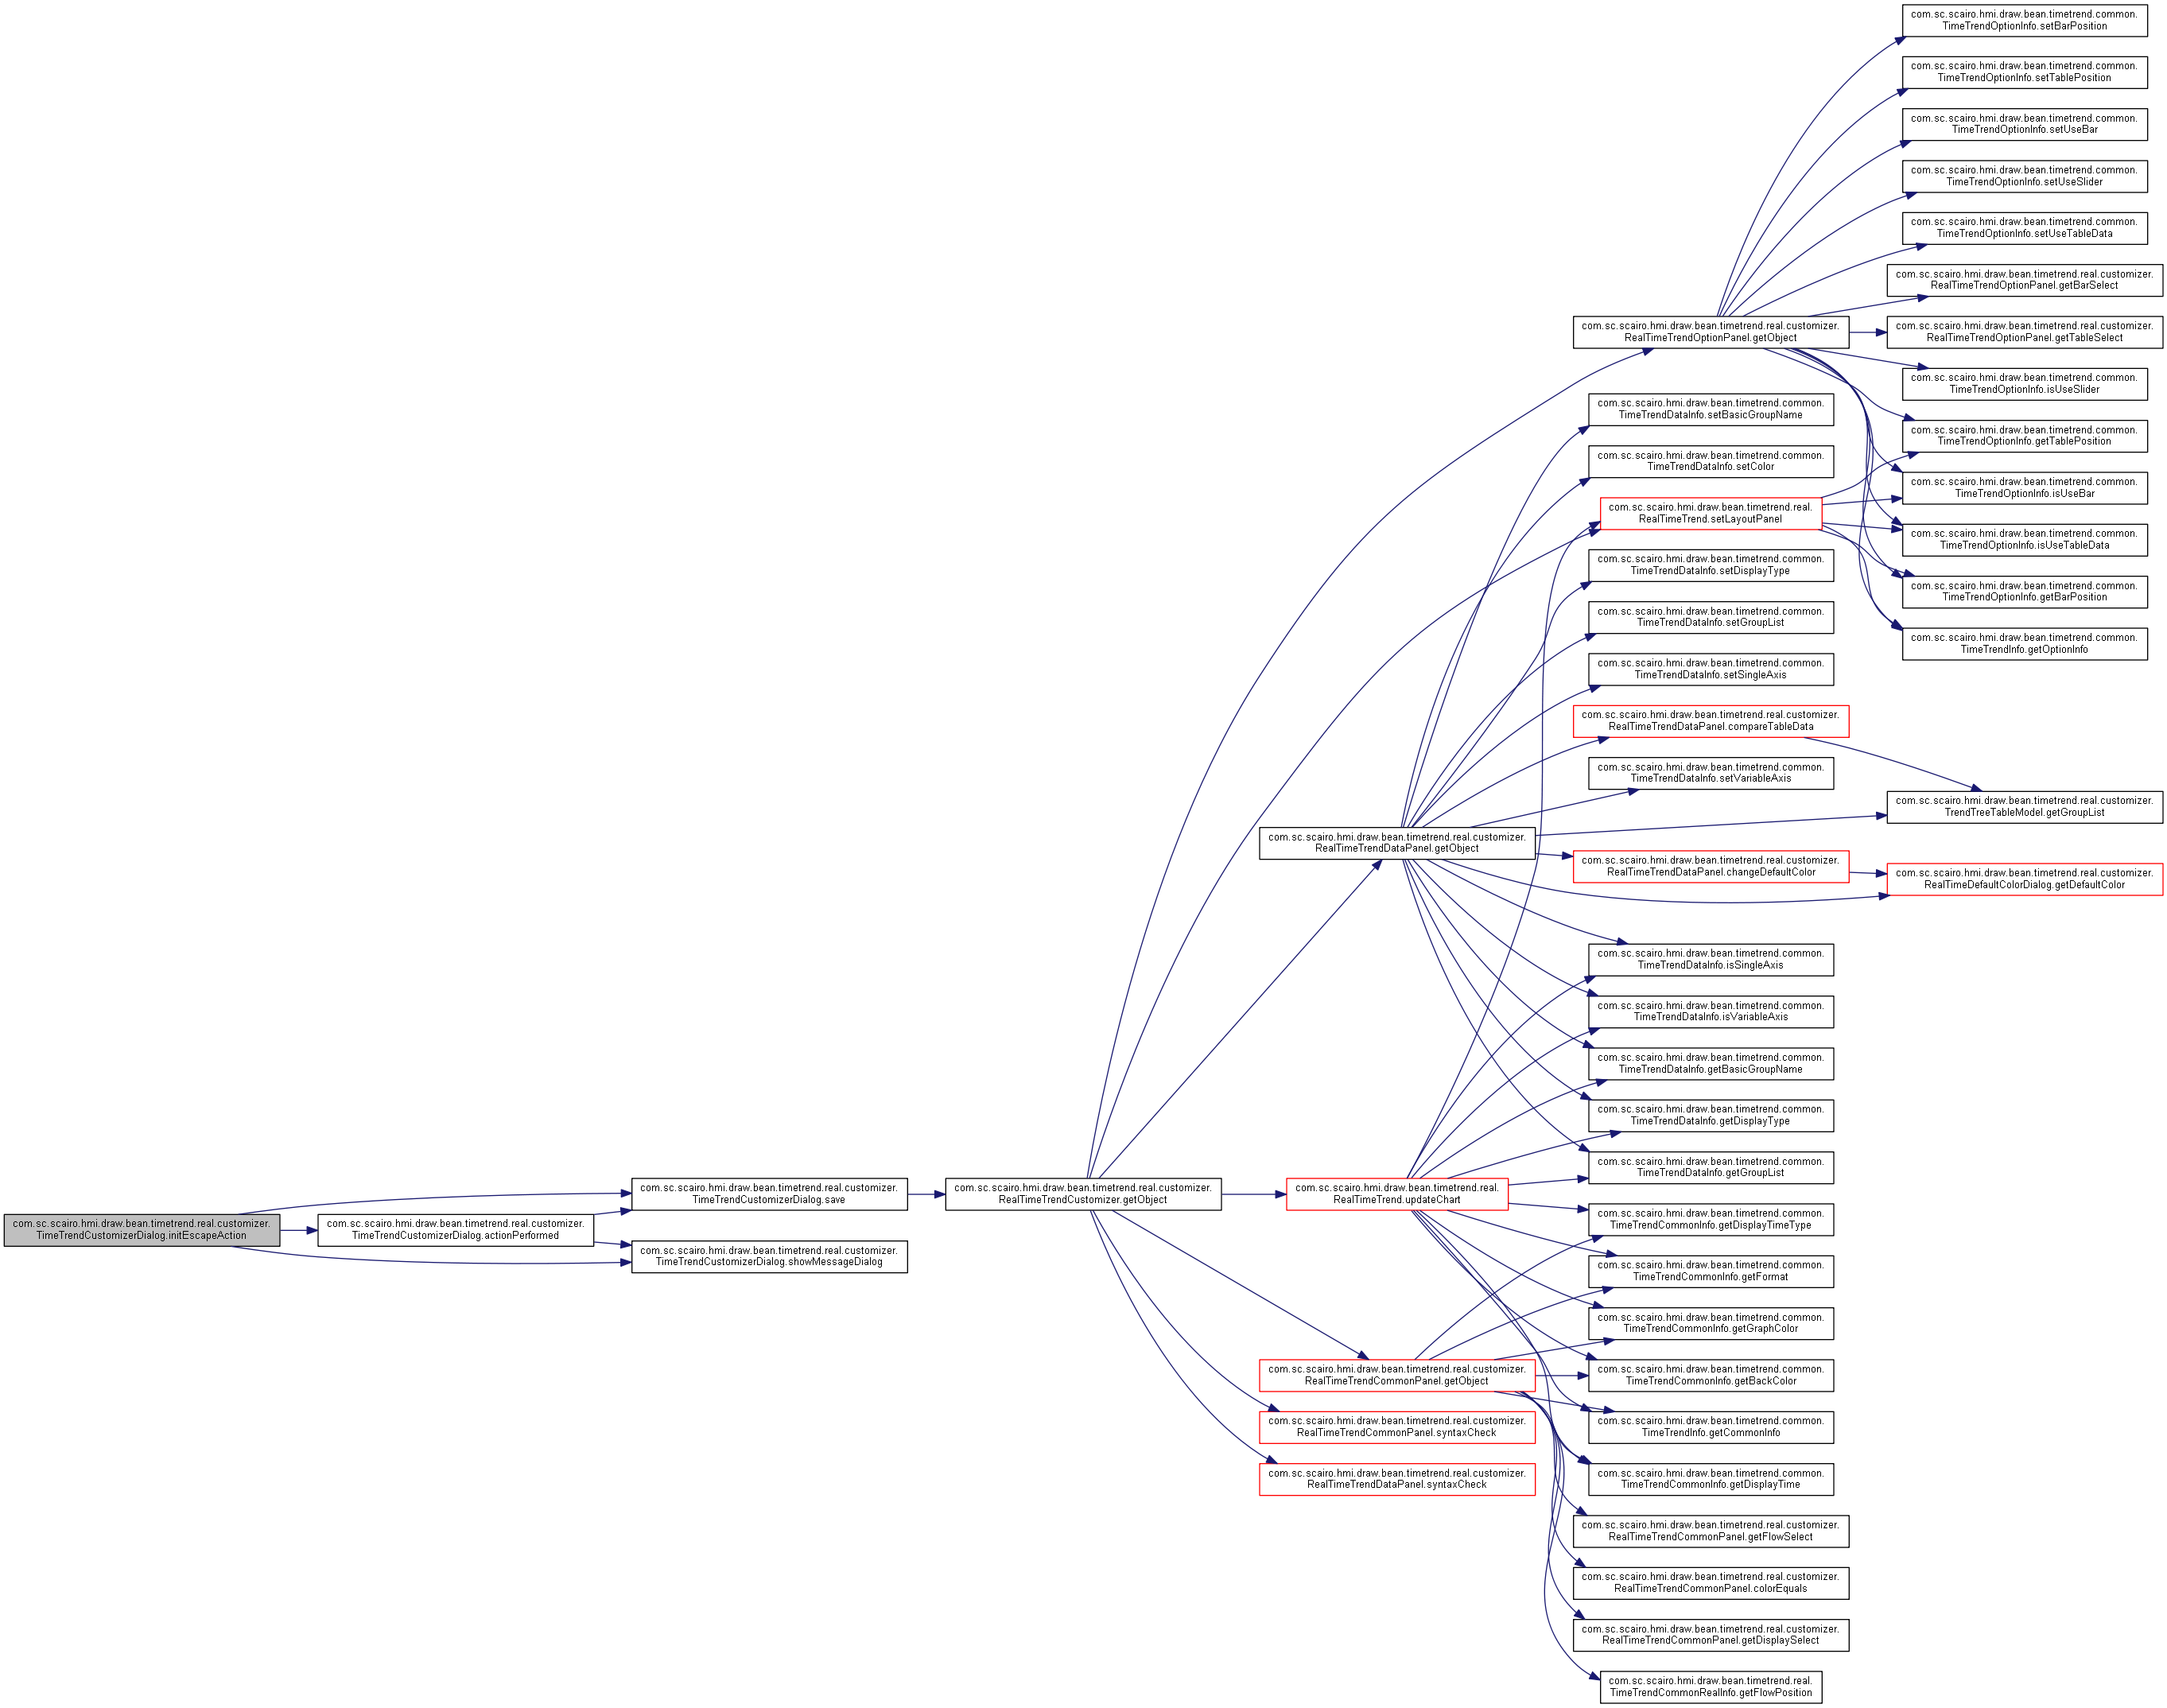 com.sc.scairo.hmi.draw.bean.timetrend.real.customizer.
TimeTrendCustomizerDialog.initEscapeAction
com.sc.scairo.hmi.draw.bean.timetrend.real.customizer.
TimeTrendCustomizerDialog.actionPerformed
com.sc.scairo.hmi.draw.bean.timetrend.real.customizer.
TimeTrendCustomizerDialog.save
com.sc.scairo.hmi.draw.bean.timetrend.real.customizer.
TimeTrendCustomizerDialog.showMessageDialog
com.sc.scairo.hmi.draw.bean.timetrend.real.customizer.
RealTimeTrendCustomizer.getObject
com.sc.scairo.hmi.draw.bean.timetrend.real.customizer.
RealTimeTrendDataPanel.getObject
com.sc.scairo.hmi.draw.bean.timetrend.real.
RealTimeTrend.updateChart
com.sc.scairo.hmi.draw.bean.timetrend.real.customizer.
RealTimeTrendCommonPanel.getObject
com.sc.scairo.hmi.draw.bean.timetrend.real.customizer.
RealTimeTrendCommonPanel.syntaxCheck
com.sc.scairo.hmi.draw.bean.timetrend.real.customizer.
RealTimeTrendDataPanel.syntaxCheck
com.sc.scairo.hmi.draw.bean.timetrend.real.customizer.
RealTimeTrendOptionPanel.getObject
com.sc.scairo.hmi.draw.bean.timetrend.common.
TimeTrendDataInfo.setBasicGroupName
com.sc.scairo.hmi.draw.bean.timetrend.common.
TimeTrendDataInfo.setColor
com.sc.scairo.hmi.draw.bean.timetrend.real.
RealTimeTrend.setLayoutPanel
com.sc.scairo.hmi.draw.bean.timetrend.common.
TimeTrendDataInfo.setDisplayType
com.sc.scairo.hmi.draw.bean.timetrend.common.
TimeTrendDataInfo.setGroupList
com.sc.scairo.hmi.draw.bean.timetrend.common.
TimeTrendDataInfo.setSingleAxis
com.sc.scairo.hmi.draw.bean.timetrend.real.customizer.
RealTimeTrendDataPanel.compareTableData
com.sc.scairo.hmi.draw.bean.timetrend.common.
TimeTrendDataInfo.setVariableAxis
com.sc.scairo.hmi.draw.bean.timetrend.real.customizer.
RealTimeTrendDataPanel.changeDefaultColor
com.sc.scairo.hmi.draw.bean.timetrend.common.
TimeTrendDataInfo.isSingleAxis
com.sc.scairo.hmi.draw.bean.timetrend.common.
TimeTrendDataInfo.isVariableAxis
com.sc.scairo.hmi.draw.bean.timetrend.common.
TimeTrendDataInfo.getBasicGroupName
com.sc.scairo.hmi.draw.bean.timetrend.common.
TimeTrendDataInfo.getDisplayType
com.sc.scairo.hmi.draw.bean.timetrend.common.
TimeTrendDataInfo.getGroupList
com.sc.scairo.hmi.draw.bean.timetrend.common.
TimeTrendCommonInfo.getDisplayTimeType
com.sc.scairo.hmi.draw.bean.timetrend.common.
TimeTrendCommonInfo.getFormat
com.sc.scairo.hmi.draw.bean.timetrend.common.
TimeTrendCommonInfo.getGraphColor
com.sc.scairo.hmi.draw.bean.timetrend.common.
TimeTrendCommonInfo.getBackColor
com.sc.scairo.hmi.draw.bean.timetrend.common.
TimeTrendInfo.getCommonInfo
com.sc.scairo.hmi.draw.bean.timetrend.common.
TimeTrendCommonInfo.getDisplayTime
com.sc.scairo.hmi.draw.bean.timetrend.real.customizer.
RealTimeTrendCommonPanel.getFlowSelect
com.sc.scairo.hmi.draw.bean.timetrend.real.customizer.
RealTimeTrendCommonPanel.colorEquals
com.sc.scairo.hmi.draw.bean.timetrend.real.customizer.
RealTimeTrendCommonPanel.getDisplaySelect
com.sc.scairo.hmi.draw.bean.timetrend.real.
TimeTrendCommonRealInfo.getFlowPosition
com.sc.scairo.hmi.draw.bean.timetrend.common.
TimeTrendOptionInfo.setBarPosition
com.sc.scairo.hmi.draw.bean.timetrend.common.
TimeTrendOptionInfo.setTablePosition
com.sc.scairo.hmi.draw.bean.timetrend.common.
TimeTrendOptionInfo.setUseBar
com.sc.scairo.hmi.draw.bean.timetrend.common.
TimeTrendOptionInfo.setUseSlider
com.sc.scairo.hmi.draw.bean.timetrend.common.
TimeTrendOptionInfo.setUseTableData
com.sc.scairo.hmi.draw.bean.timetrend.real.customizer.
RealTimeTrendOptionPanel.getBarSelect
com.sc.scairo.hmi.draw.bean.timetrend.real.customizer.
RealTimeTrendOptionPanel.getTableSelect
com.sc.scairo.hmi.draw.bean.timetrend.common.
TimeTrendOptionInfo.isUseSlider
com.sc.scairo.hmi.draw.bean.timetrend.common.
TimeTrendOptionInfo.getTablePosition
com.sc.scairo.hmi.draw.bean.timetrend.common.
TimeTrendOptionInfo.isUseBar
com.sc.scairo.hmi.draw.bean.timetrend.common.
TimeTrendOptionInfo.isUseTableData
com.sc.scairo.hmi.draw.bean.timetrend.common.
TimeTrendOptionInfo.getBarPosition
com.sc.scairo.hmi.draw.bean.timetrend.common.
TimeTrendInfo.getOptionInfo
com.sc.scairo.hmi.draw.bean.timetrend.real.customizer.
TrendTreeTableModel.getGroupList
com.sc.scairo.hmi.draw.bean.timetrend.real.customizer.
RealTimeDefaultColorDialog.getDefaultColor